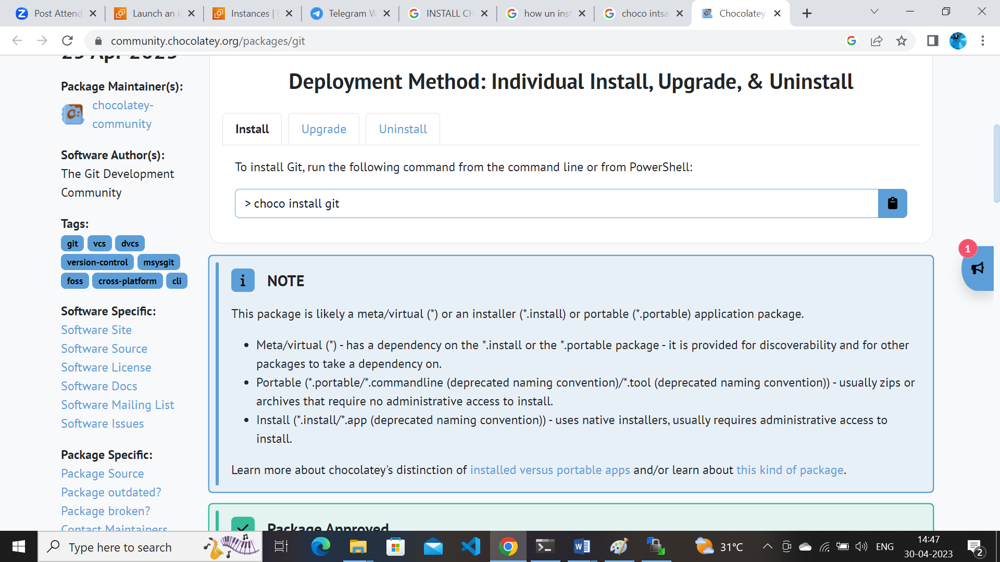 Post Attend
Launch an i
Instances |
Telegram W
INSTALL CH
how un inst
choco intsa
Chocolatey
community.chocolatey.org/packages/git
25 Apr 2023
Package Maintainer(s):
chocolatey-
community
Software Author(s):
The Git Development
Community
Tags:
git vcs dvcs
version-control msysgit
foss cross-platform cli
Software Specific:
Software Site
Software Source
Software License
Software Docs
Software Mailing List
Software Issues
Package Specific:
Package Source
Package outdated?
Package broken?
Contact Maintainers
Deployment Method: Individual Install, Upgrade, & Uninstall
Install Upgrade Uninstall
To install Git, run the following command from the command line or from PowerShell:
> choco install git
1
NOTE
This package is likely a meta/virtual (*) or an installer (*.install) or portable (*.portable) application package.
• Meta/virtual (*) - has a dependency on the *.install or the *.portable package - it is provided for discoverability and for other
packages to take a dependency on.
• Portable (*.portable/*.commandline (deprecated naming convention)/*.tool (deprecated naming convention)) - usually zips or
archives that require no administrative access to install.
• Install (*.install/*.app (deprecated naming convention)) - uses native installers, usually requires administrative access to
install.
Learn more about chocolatey's distinction of installed versus portable apps and/or learn about this kind of package.
Package Approved
Type here to search
31°C
ENG
14:47
30-04-2023
2